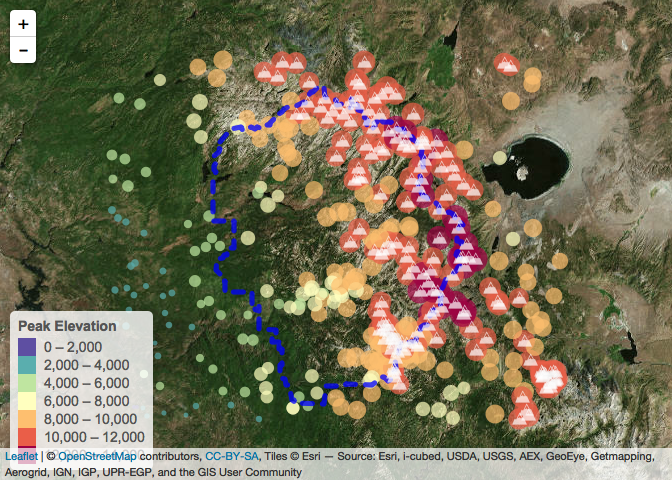 +
−
Peak Elevation
0 – 2,000
2,000 – 4,000
4,000 – 6,000
6,000 – 8,000
8,000 – 10,000
10,000 – 12,000
Leaflet | © OpenStreetMap contributors, CC-BY-SA, Tiles © Esri — Source: Esri, i-cubed, USDA, USGS, AEX, GeoEye, Getmapping,
Aerogrid, IGN, IGP, UPR-EGP, and the GIS User Community